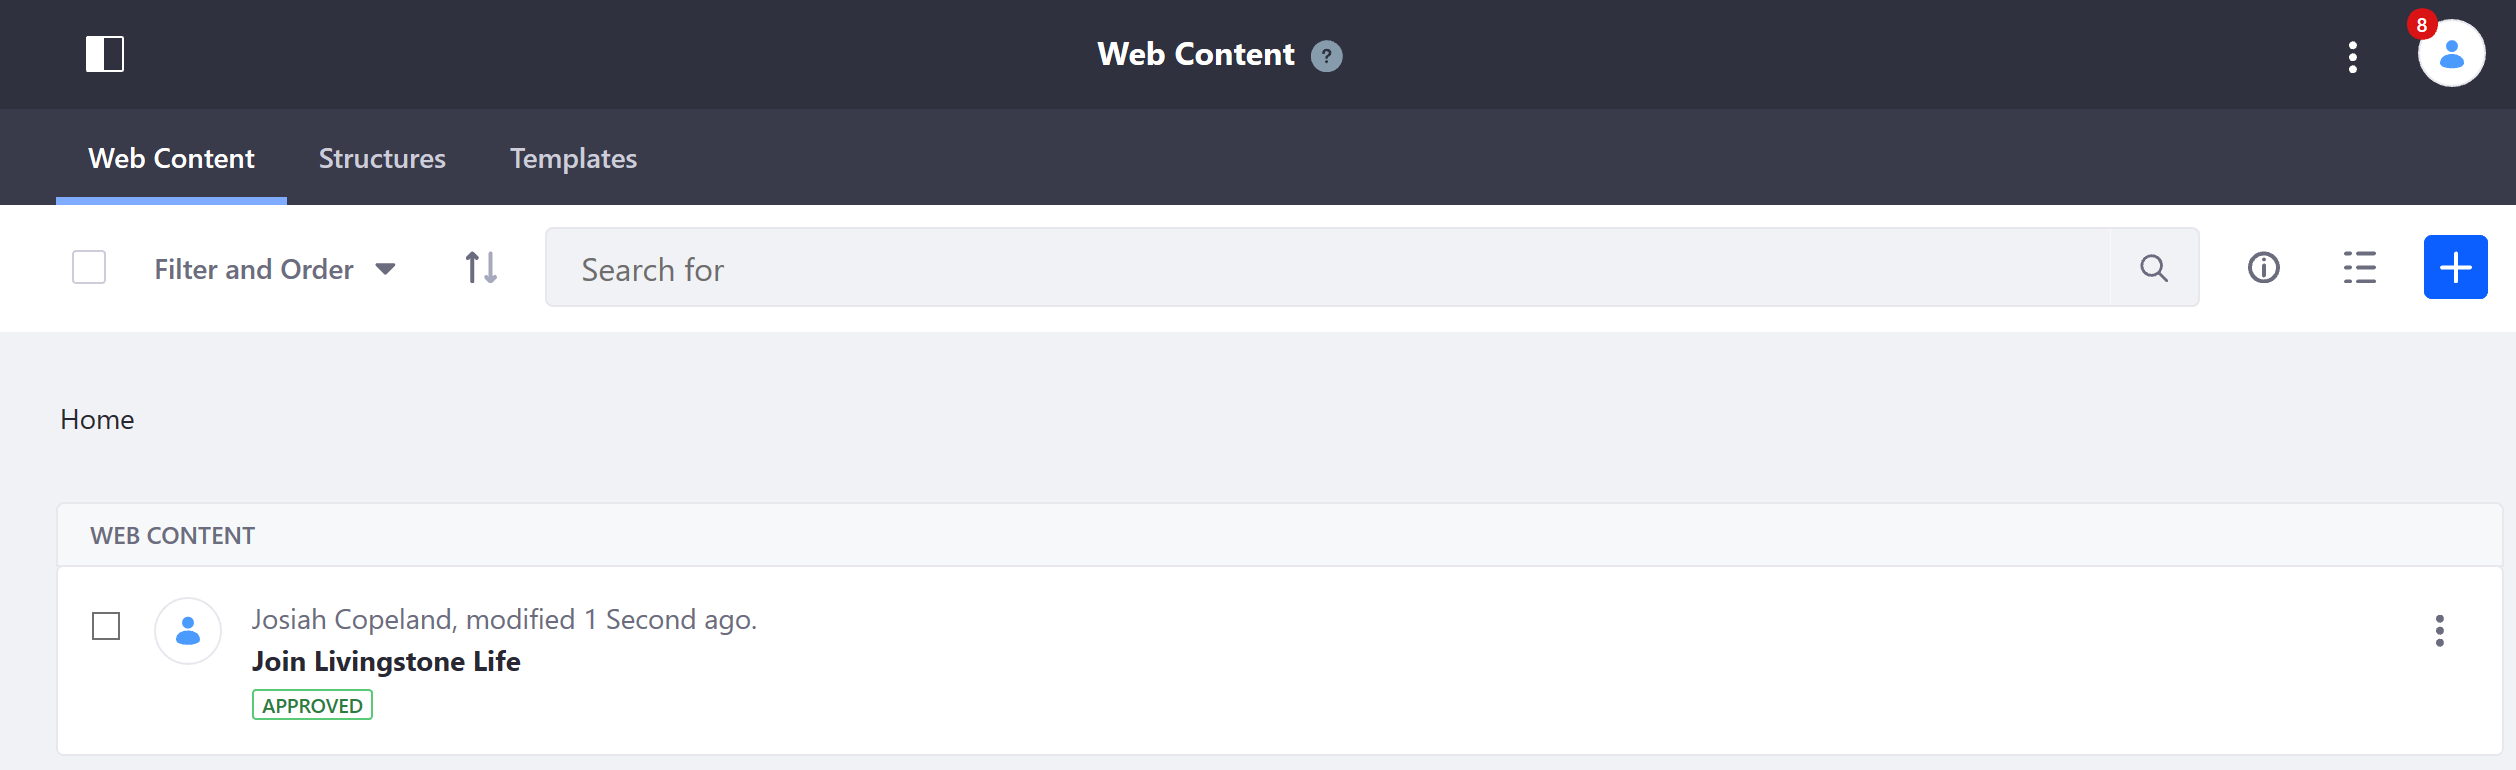 Web Content ?
8
Web Content Structures Templates
Filter and Order Search for
Home
WEB CONTENT
Josiah Copeland, modified 1 Second ago.
Join Livingstone Life
APPROVED